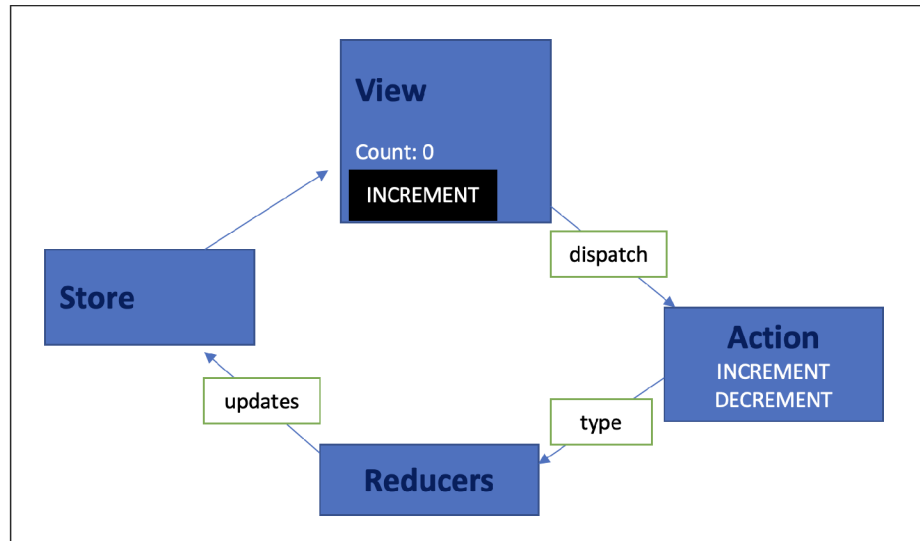 View
Count: 0
INCREMENT
dispatch
Store
Action
INCREMENT
DECREMENT
updates
type
Reducers